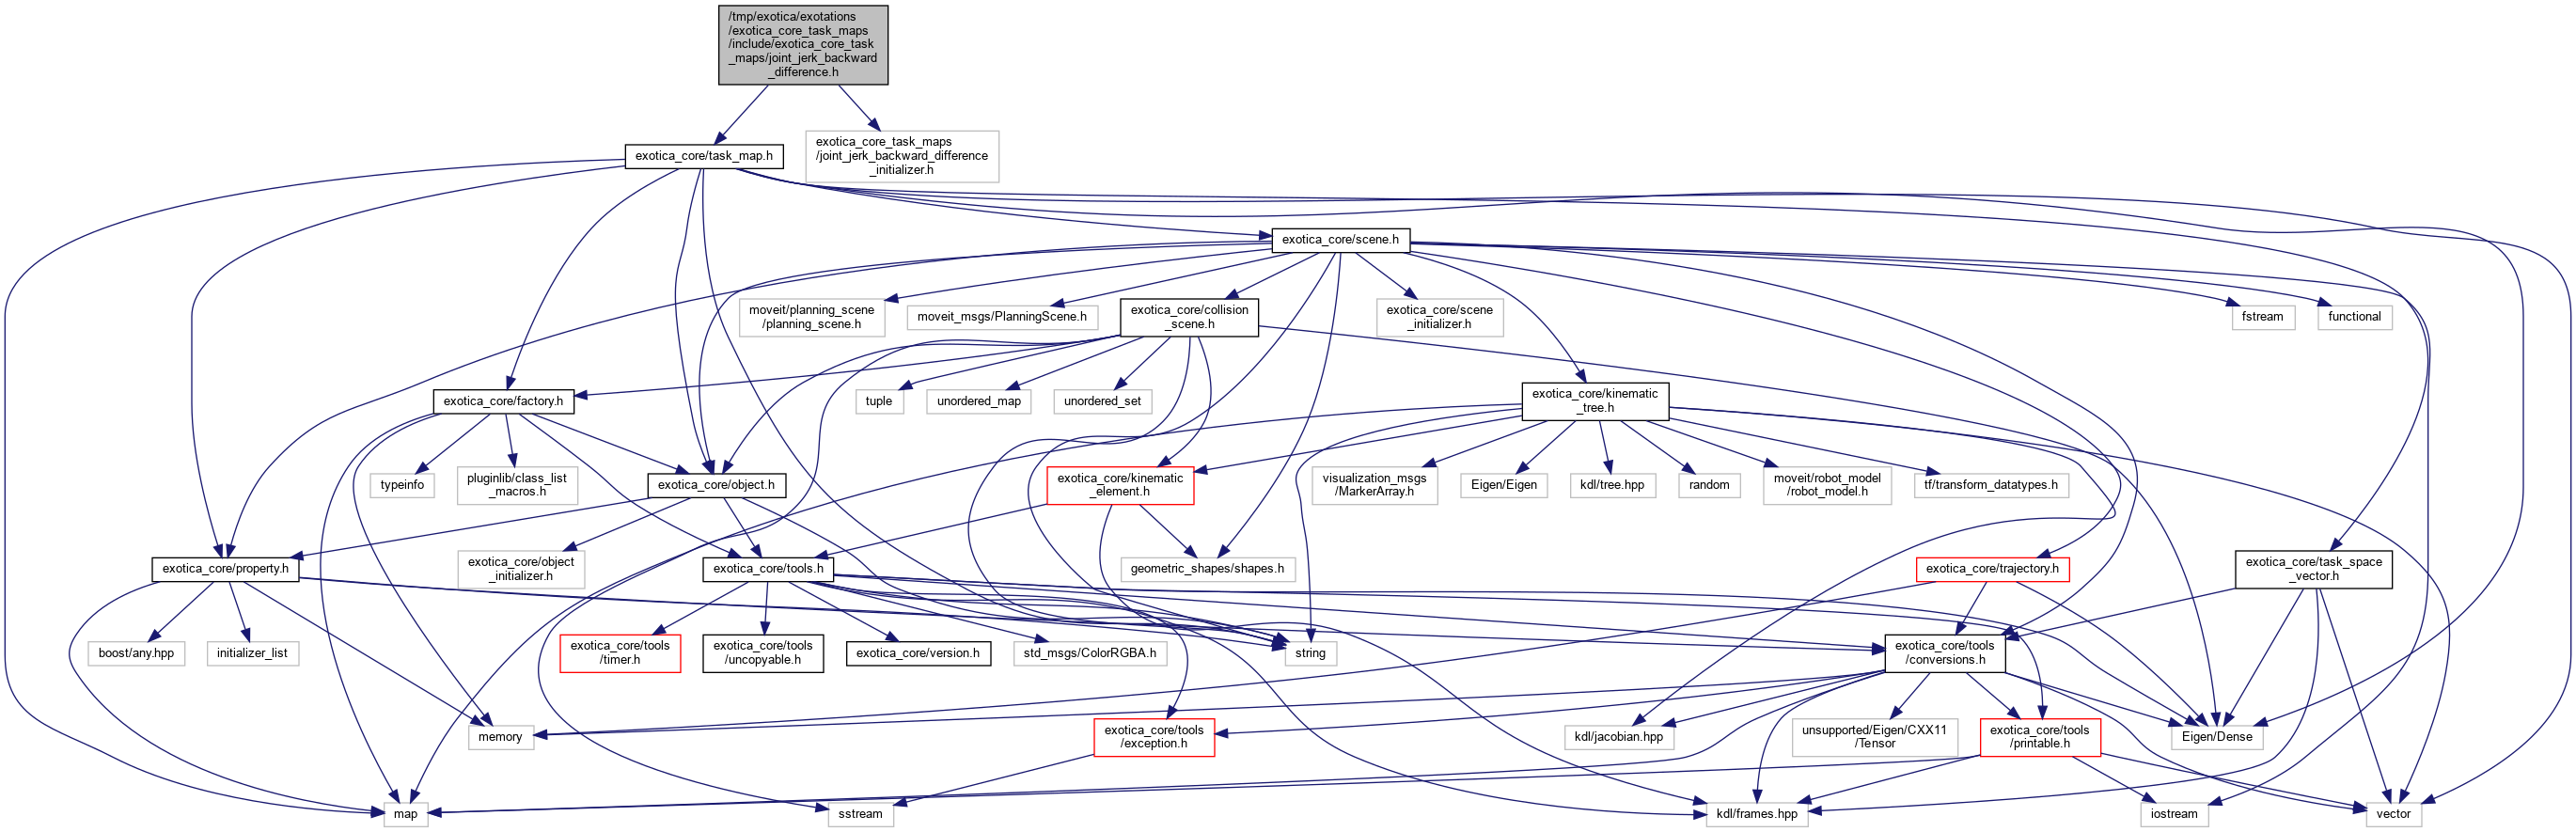 /tmp/exotica/exotations
/exotica_core_task_maps
/include/exotica_core_task
_maps/joint_jerk_backward
_difference.h
exotica_core/task_map.h
exotica_core_task_maps
/joint_jerk_backward_difference
_initializer.h
exotica_core/scene.h
moveit/planning_scene
/planning_scene.h
moveit_msgs/PlanningScene.h
exotica_core/collision
_scene.h
exotica_core/scene
_initializer.h
fstream
functional
exotica_core/factory.h
tuple
unordered_map
unordered_set
exotica_core/kinematic
_tree.h
typeinfo
pluginlib/class_list
_macros.h
exotica_core/object.h
exotica_core/kinematic
_element.h
visualization_msgs
/MarkerArray.h
Eigen/Eigen
kdl/tree.hpp
random
moveit/robot_model
/robot_model.h
tf/transform_datatypes.h
exotica_core/property.h
exotica_core/object
_initializer.h
exotica_core/tools.h
geometric_shapes/shapes.h
exotica_core/trajectory.h
exotica_core/task_space
_vector.h
boost/any.hpp
initializer_list
exotica_core/tools
/timer.h
exotica_core/tools
/uncopyable.h
exotica_core/version.h
std_msgs/ColorRGBA.h
string
exotica_core/tools
/conversions.h
memory
exotica_core/tools
/exception.h
kdl/jacobian.hpp
unsupported/Eigen/CXX11
/Tensor
exotica_core/tools
/printable.h
Eigen/Dense
map
sstream
kdl/frames.hpp
iostream
vector